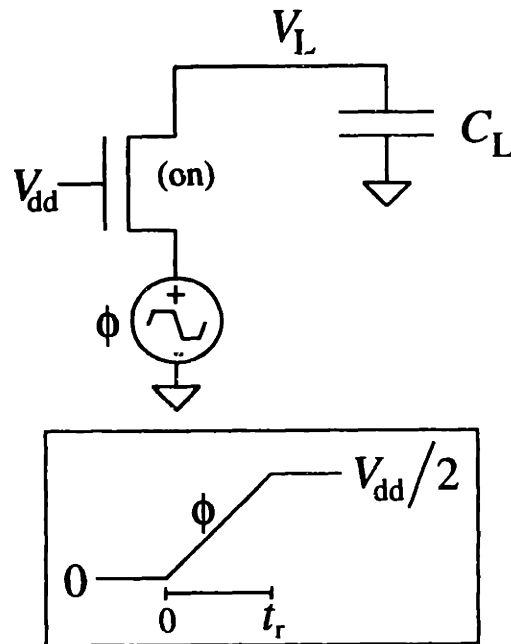 V_L
C_L
(on)
V_dd
ϕ
+
-
V_dd/2
ϕ
0
0
t_r